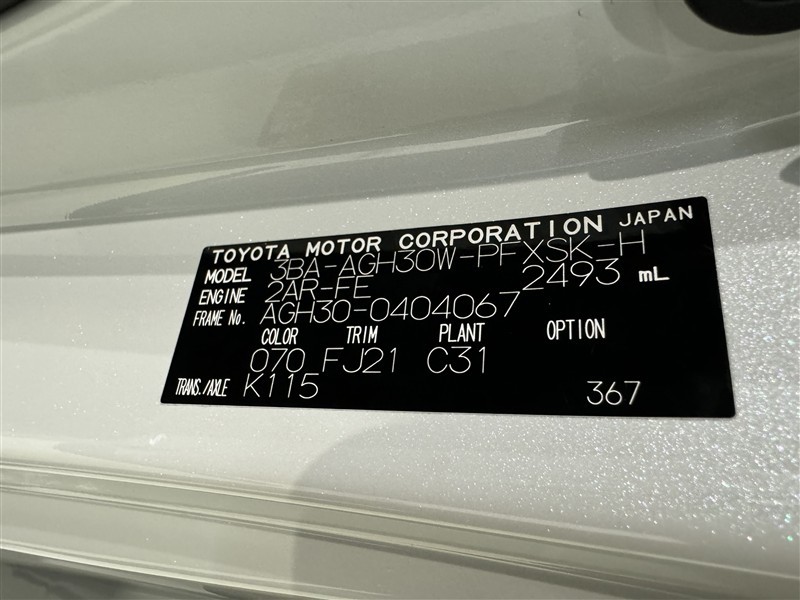 TOYOTA MOTOR CORPORATION JAPAN
MODEL 3BA-AGH30W-PFXSK-H
ENGINE 2AR-FE 2493 mL
FRAME No. AGH30-0404067
COLOR TRIM PLANT OPTION
070 FJ21 C31
TRANS./AXLE K115 367